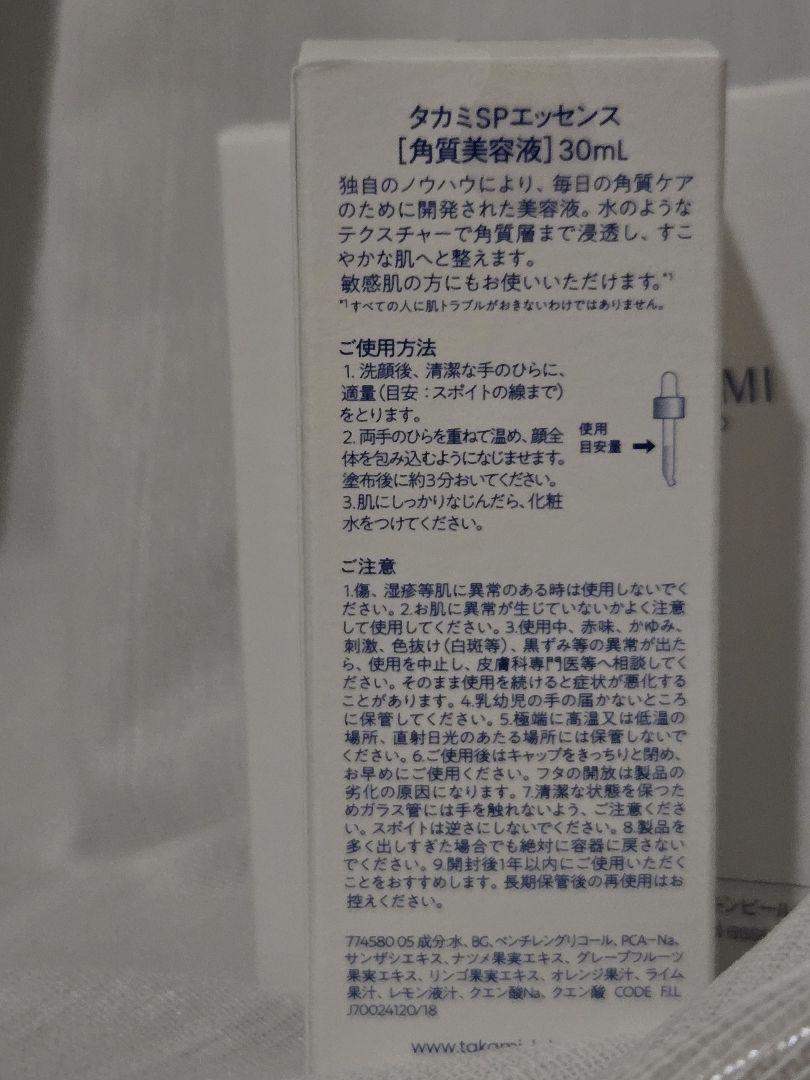 タカミSPエッセンス
[角質美容液]30mL
独自のノウハウにより、毎日の角質ケア
のために開発された美容液。水のような
テクスチャーで角質層まで浸透し、すこ
やかな肌へと整えます。
敏感肌の方にもお使いいただけます。*1
*1すべての人に肌トラブルがおきないわけではありません。
ご使用方法
1. 洗顔後、清潔な手のひらに、
適量(目安:スポイトの線まで)
をとります。
2. 両手のひらを重ねて温め、顔全
体を包み込むようになじませます。
塗布後に約3分おいてください。
3.肌にしっかりなじんだら、化粧
水をつけてください。
使用
目安量
ご注意
1.傷、湿疹等肌に異常のある時は使用しないでく
ださい。2.お肌に異常が生じていないかよく注意
して使用してください。3.使用中、赤味、かゆみ、
刺激、色抜け(白斑等)、黒ずみ等の異常が出た
ら、使用を中止し、皮膚科専門医等へ相談してく
ださい。そのまま使用を続けると症状が悪化する
ことがあります。4.乳幼児の手の届かないところ
に保管してください。5.極端に高温又は低温の
場所、直射日光のあたる場所には保管しないで
ください。6.ご使用後はキャップをきっちりと閉め、
お早めにご使用ください。フタの開放は製品の
劣化の原因になります。7.清潔な状態を保つた
めガラス管には手を触れないよう、ご注意くださ
い。スポイトは逆さにしないでください。8.製品を
多く出しすぎた場合でも絶対に容器に戻さない
でください。9.開封後1年以内にご使用いただく
ことをおすすめします。長期保管後の再使用はお
控えください。
774580 05 成分:水、BG、ペンチレングリコール、PCA-Na、
サンザシエキス、ナツメ果実エキス、グレープフルーツ
果実エキス、リンゴ果実エキス、オレンジ果汁、ライム
果汁、レモン液汁、クエン酸Na、クエン酸 CODE F.I.L
J70024120/18
www.takami
MI